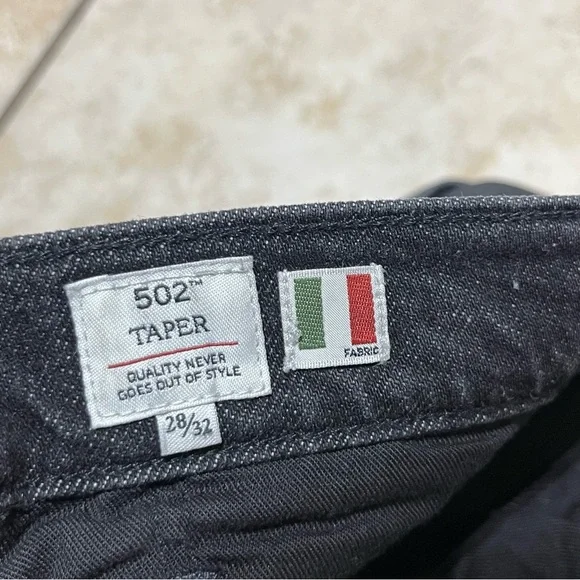 502™
TAPER
QUALITY NEVER
GOES OUT OF STYLE
28/32
FABRIC